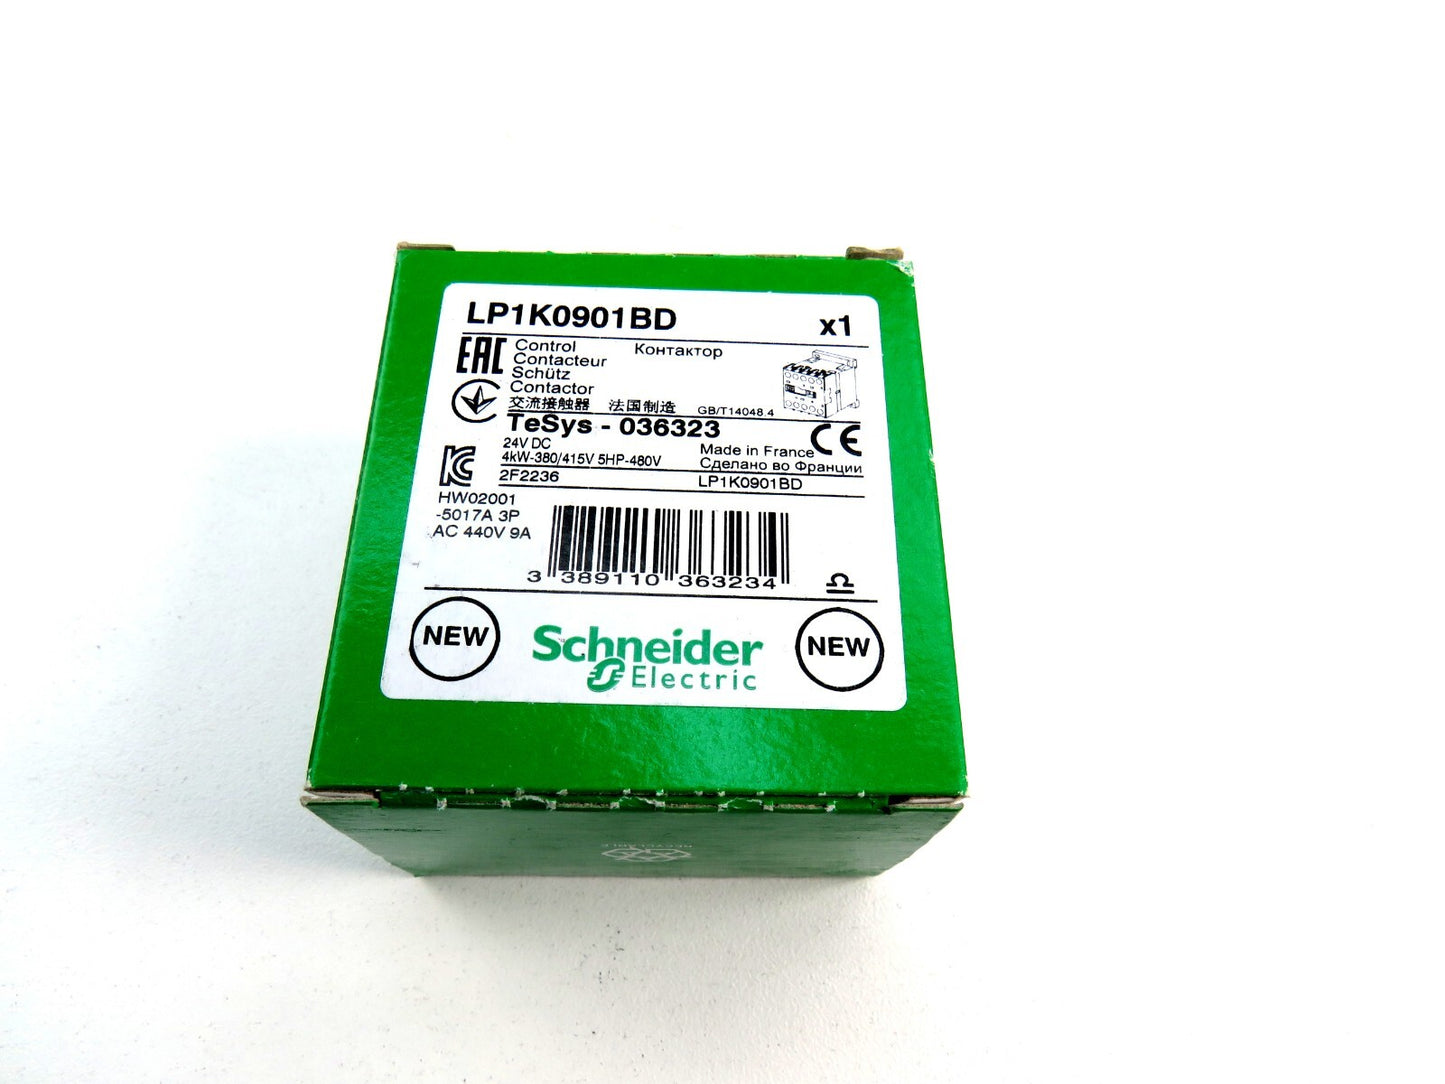 LP1K0901BD x1
EAC Control Контактор
Contacteur
Schütz
Contactor
交流接触器 法国制造 GB/T14048.4
TeSys - 036323
24V DC Made in France CE
4kW-380/415V 5HP-480V Сделано во Франции
2F2236 LP1K0901BD
HW02001
-5017A 3P
AC 440V 9A
3 389110 363234
NEW Schneider NEW
Electric
RECYCLABLE